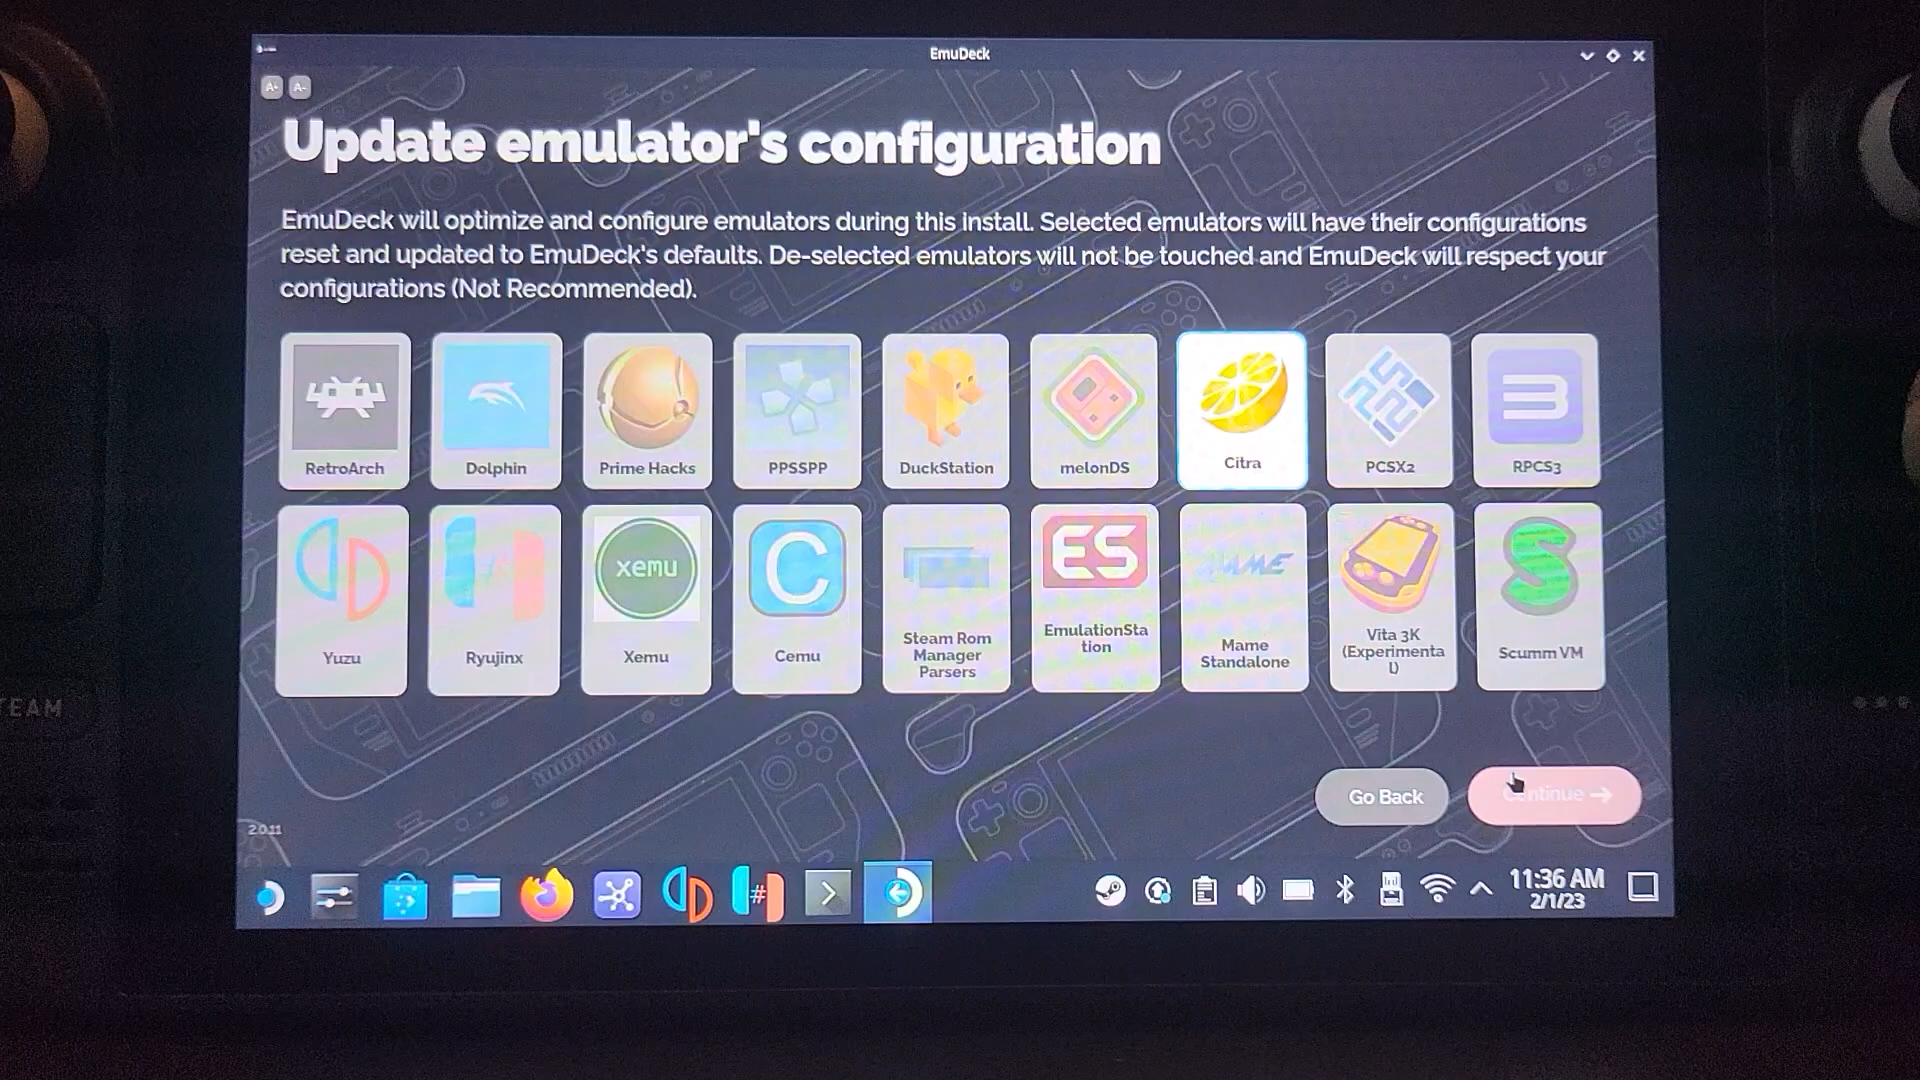 EmuDeck
A+ A-
Update emulator's configuration
EmuDeck will optimize and configure emulators during this install. Selected emulators will have their configurations
reset and updated to EmuDeck's defaults. De-selected emulators will not be touched and EmuDeck will respect your
configurations (Not Recommended).
RetroArch
Dolphin
Prime Hacks
PPSSPP
DuckStation
melonDS
Citra
PCSX2
RPCS3
Yuzu
Ryujinx
xemu
Xemu
C
Cemu
Steam Rom
Manager
Parsers
ES
EmulationSta
tion
MAME
Mame
Standalone
Vita 3K
(Experimenta
l)
S
Scumm VM
TEAM
Go Back
Continue
2.0.11
11:36 AM
2/1/23